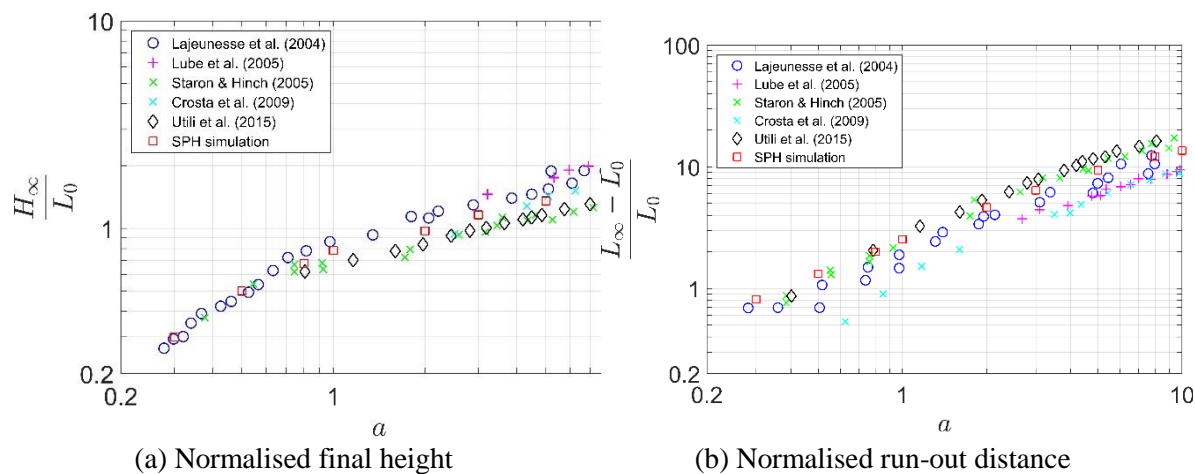 10
Lajeunesse et al. (2004)
Lube et al. (2005)
Staron & Hinch (2005)
Crosta et al. (2009)
Utili et al. (2015)
SPH simulation
H∞
L0
1
0.2
0.2
1
a
(a) Normalised final height
100
Lajeunesse et al. (2004)
Lube et al. (2005)
Staron & Hinch (2005)
Crosta et al. (2009)
Utili et al. (2015)
SPH simulation
L∞ − L0
L0
10
1
0.2
0.2
1
10
a
(b) Normalised run-out distance